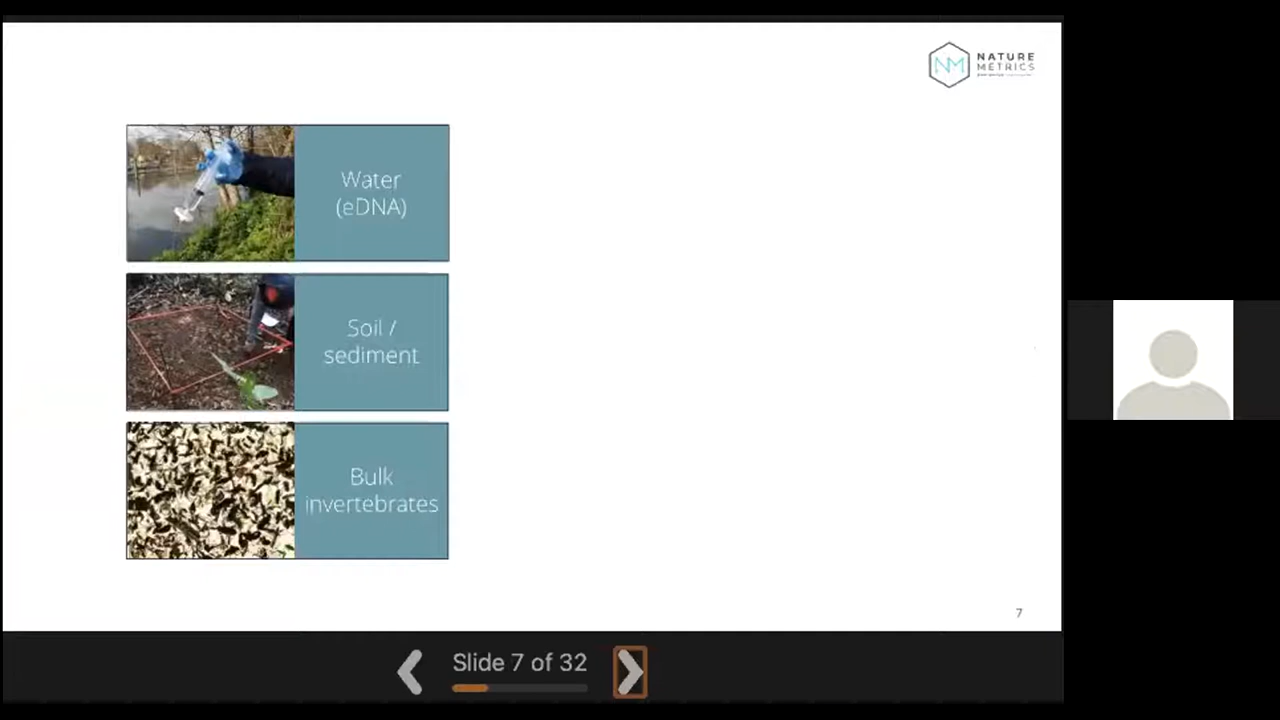 NATURE
METRICS
Water
(eDNA)
Soil /
sediment
Bulk
invertebrates
7
Slide 7 of 32